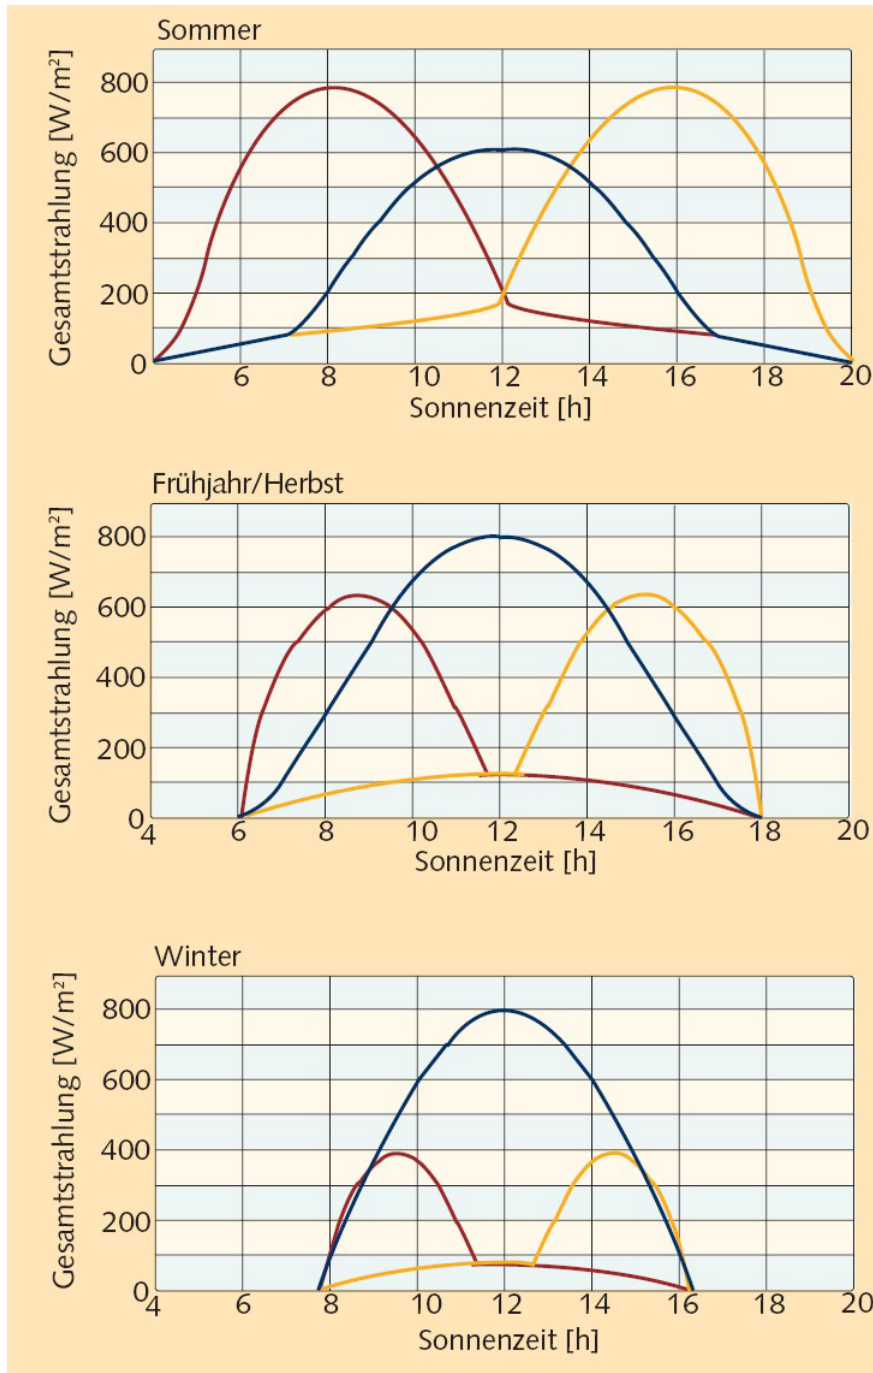 Sommer
Gesamtstrahlung [W/m²]
800
600
400
200
0
6 8 10 12 14 16 18 20
Sonnenzeit [h]
Frühjahr/Herbst
Gesamtstrahlung [W/m²]
800
600
400
200
0
4 6 8 10 12 14 16 18 20
Sonnenzeit [h]
Winter
Gesamtstrahlung [W/m²]
800
600
400
200
0
4 6 8 10 12 14 16 18 20
Sonnenzeit [h]